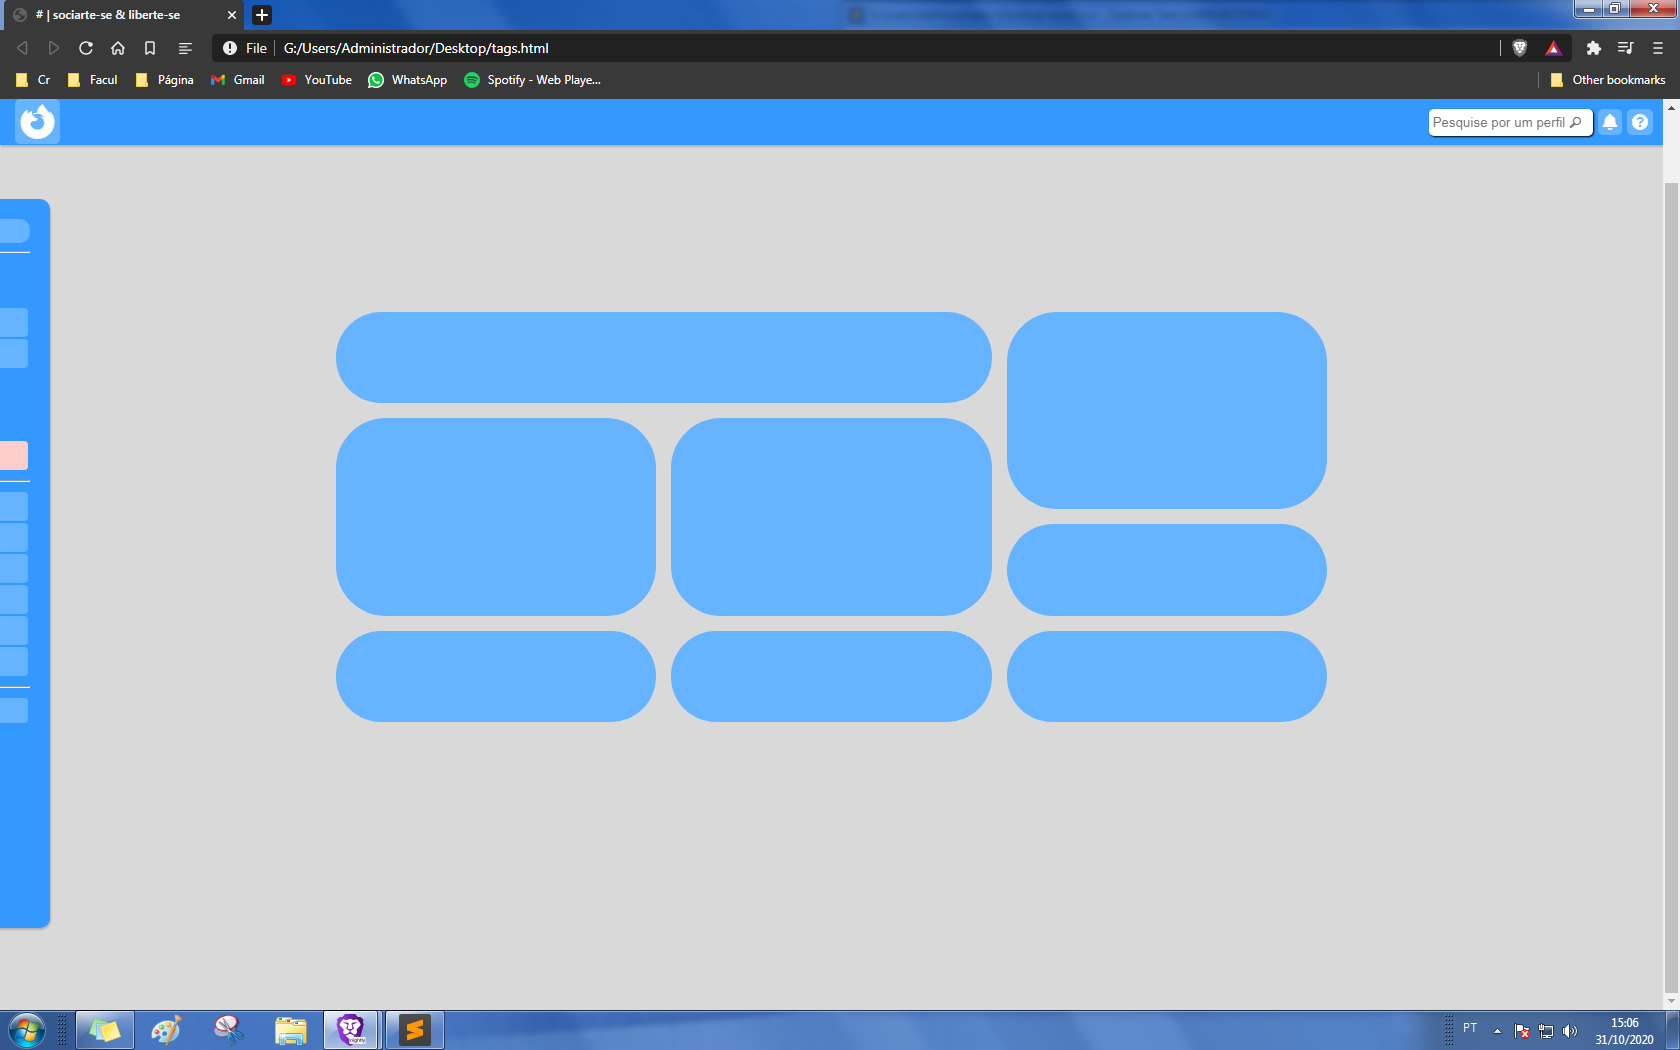 # | sociarte-se & liberte-se
File G:/Users/Administrador/Desktop/tags.html
Cr Facul Página Gmail YouTube WhatsApp Spotify - Web Playe... Other bookmarks
Pesquise por um perfil
nightly
PT
15:06
31/10/2020